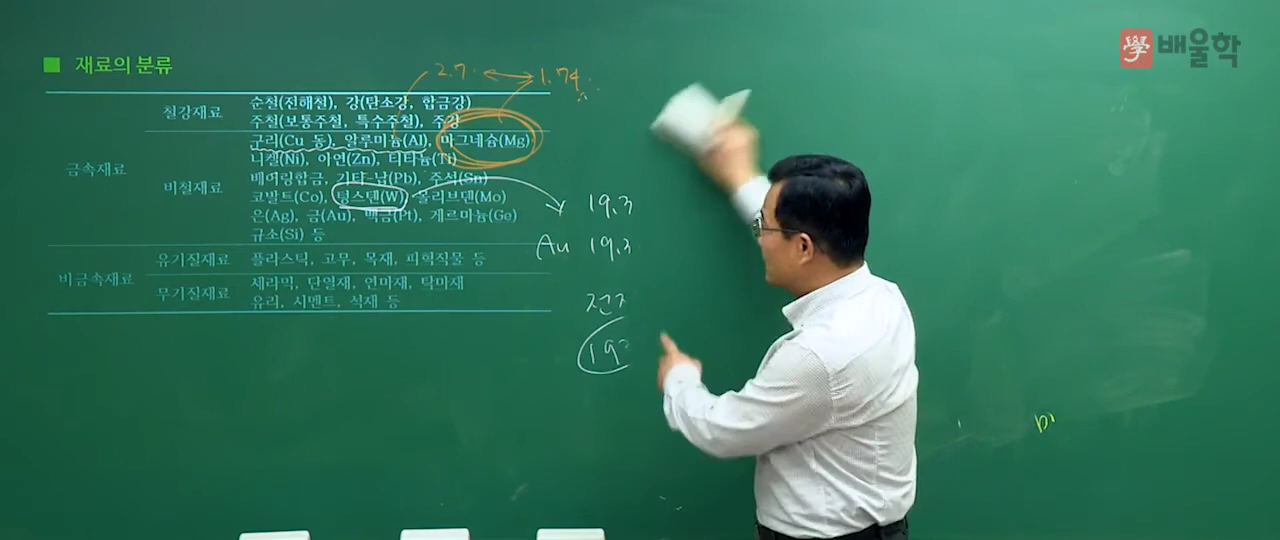 學 배울학
■ 재료의 분류
2.7 1.74
금속재료
철강재료
순철(전해철), 강(탄소강, 합금강)
주철(보통주철, 특수주철), 주강
비철재료
구리(Cu 동), 알루미늄(Al), 마그네슘(Mg)
니켈(Ni), 아연(Zn), 티타늄(Ti)
베어링합금, 기타-납(Pb), 주석(Sn)
코발트(Co), 텅스텐(W), 몰리브덴(Mo)
은(Ag), 금(Au), 백금(Pt), 게르마늄(Ge)
규소(Si) 등
비금속재료
유기질재료
플라스틱, 고무, 목재, 피혁직물 등
무기질재료
세라믹, 단열재, 연마재, 탁마재
유리, 시멘트, 석재 등
19.3
Au 19.3